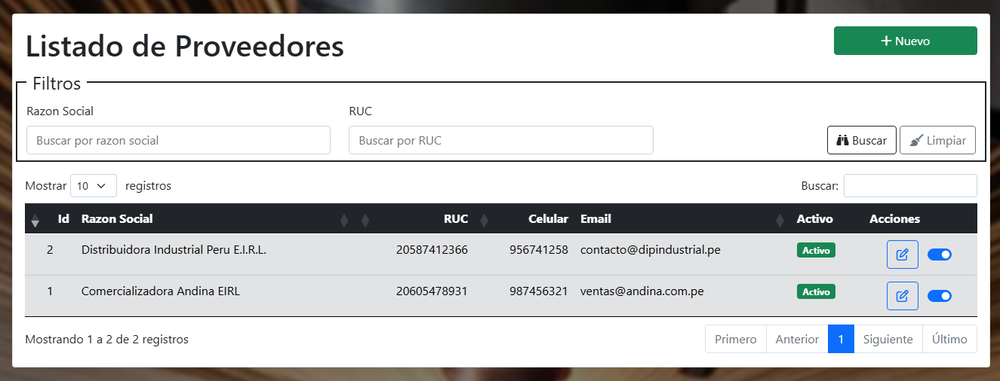 Listado de Proveedores
Nuevo
Filtros
Razon Social RUC
Buscar por razon social Buscar por RUC Buscar Limpiar
Mostrar 10 registros Buscar:
Id Razon Social RUC Celular Email Activo Acciones
2 Distribuidora Industrial Peru E.I.R.L. 20587412366 956741258 contacto@dipindustrial.pe Activo
1 Comercializadora Andina EIRL 20605478931 987456321 ventas@andina.com.pe Activo
Mostrando 1 a 2 de 2 registros Primero Anterior 1 Siguiente Último